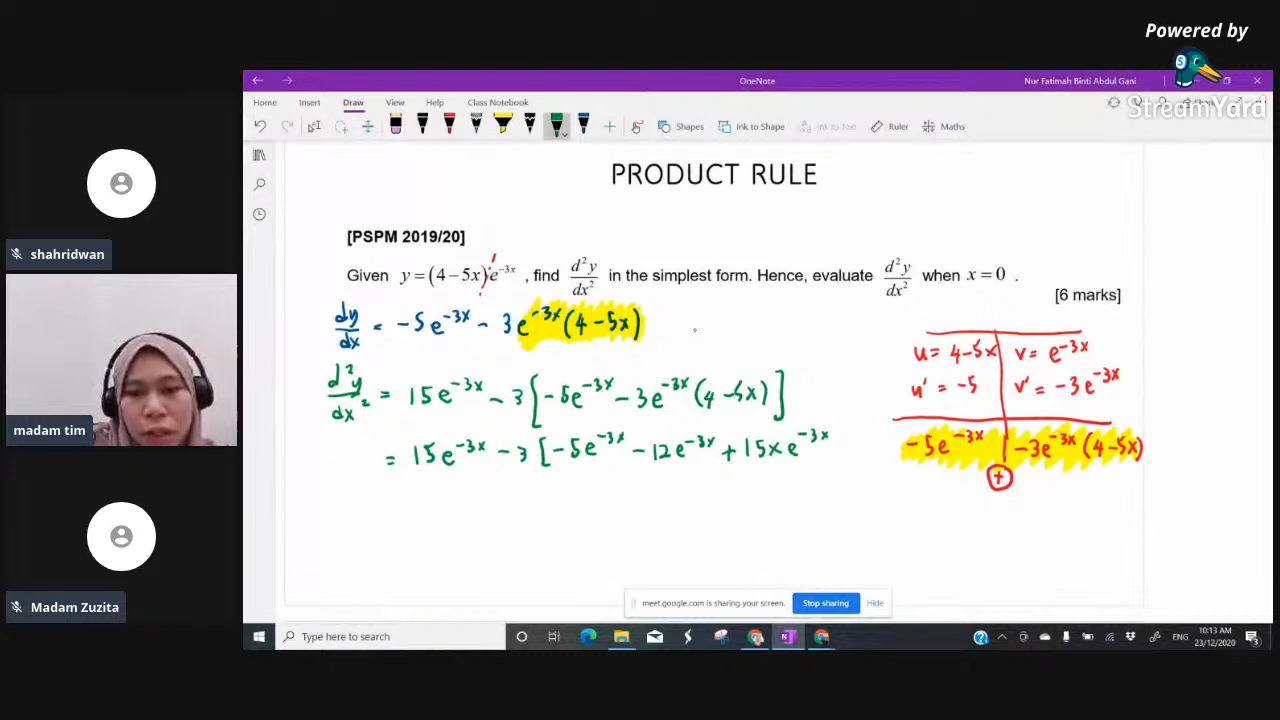 Powered by
S
StreamYard
OneNote
Nur Fatimah Binti Abdul Gani
Home Insert Draw View Help Class Notebook
Shapes Ink to Shape Ink to Text Ruler Maths
PRODUCT RULE
[PSPM 2019/20]
Given y = (4 − 5x)e^{−3x} , find d²y/dx² in the simplest form. Hence, evaluate d²y/dx² when x = 0 .
[6 marks]
dy/dx = -5e^{-3x} - 3e^{-3x}(4-5x)
d²y/dx² = 15e^{-3x} - 3[-5e^{-3x} - 3e^{-3x}(4-5x)]
= 15e^{-3x} - 3[-5e^{-3x} - 12e^{-3x} + 15xe^{-3x}
u = 4-5x v = e^{-3x}
u' = -5 v' = -3e^{-3x}
-5e^{-3x} -3e^{-3x}(4-5x)
+
shahridwan
madam tim
Madam Zuzita
meet.google.com is sharing your screen. Stop sharing Hide
Type here to search
ENG
10:13 AM
23/12/2020